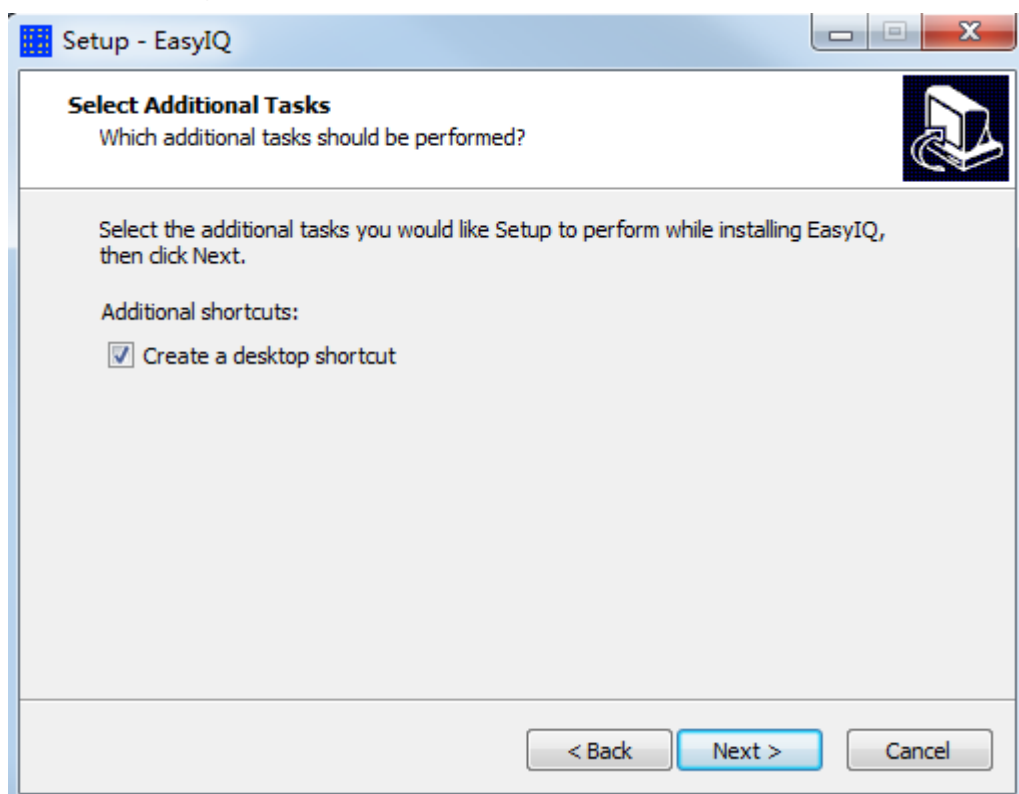 Setup - EasyIQ
Select Additional Tasks
Which additional tasks should be performed?
Select the additional tasks you would like Setup to perform while installing EasyIQ,
then click Next.
Additional shortcuts:
Create a desktop shortcut
< Back
Next >
Cancel